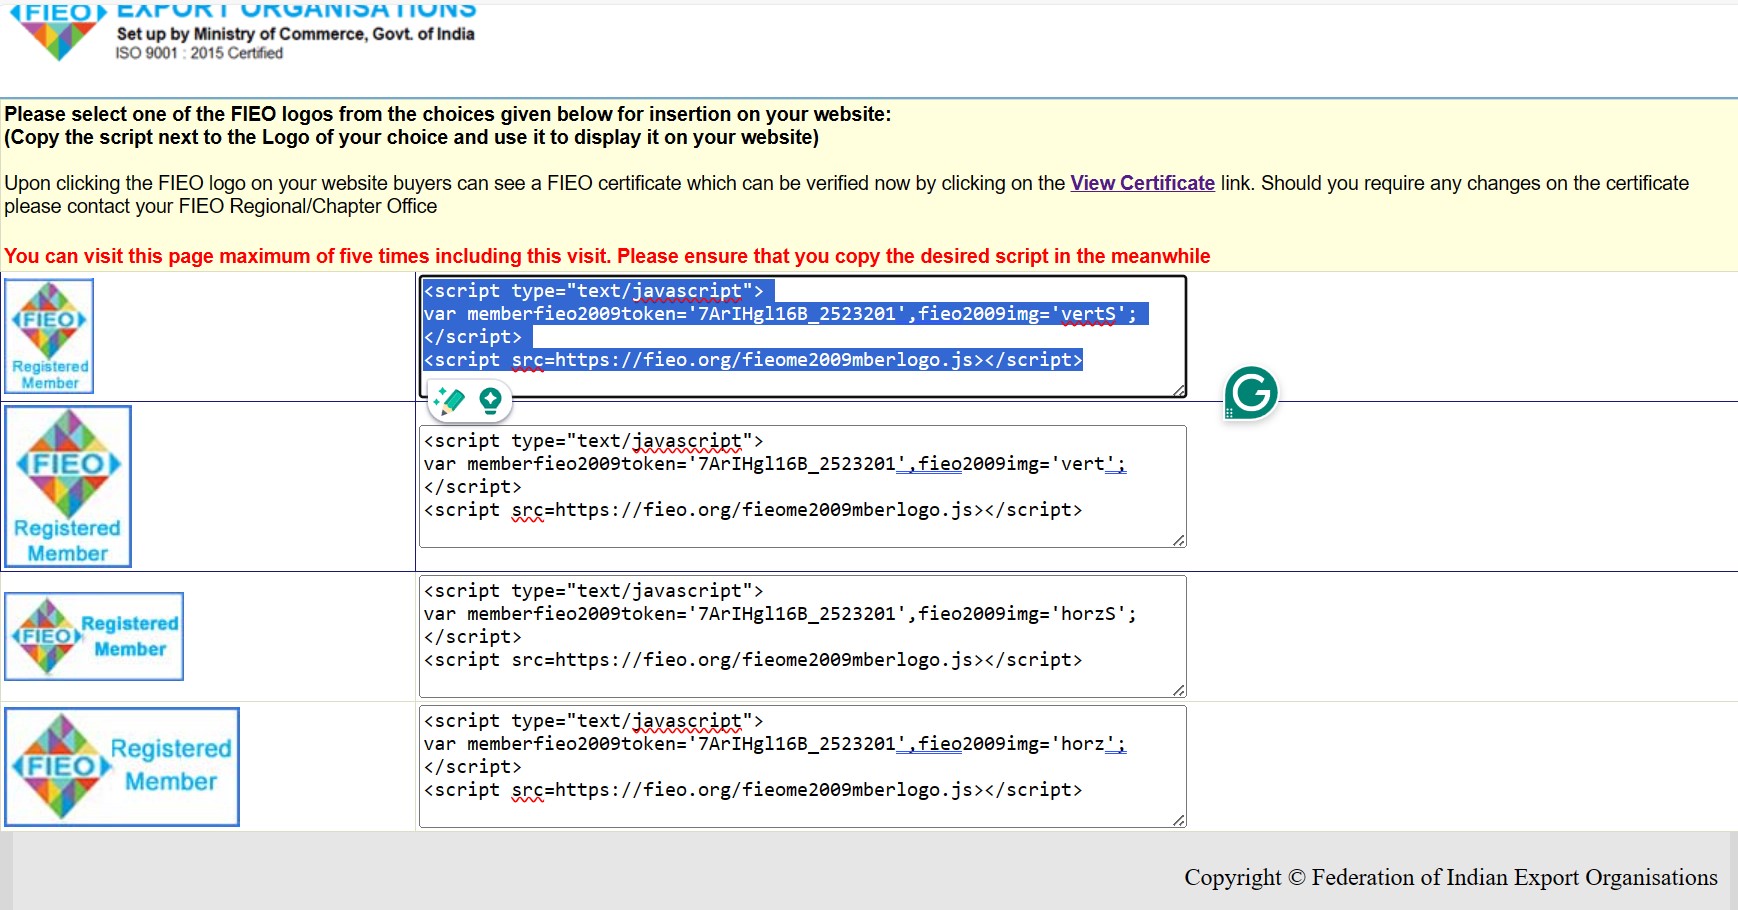 FIEO
EXPORT ORGANISATIONS
Set up by Ministry of Commerce, Govt. of India
ISO 9001 : 2015 Certified
Please select one of the FIEO logos from the choices given below for insertion on your website:
(Copy the script next to the Logo of your choice and use it to display it on your website)
Upon clicking the FIEO logo on your website buyers can see a FIEO certificate which can be verified now by clicking on the View Certificate link. Should you require any changes on the certificate
please contact your FIEO Regional/Chapter Office
You can visit this page maximum of five times including this visit. Please ensure that you copy the desired script in the meanwhile
FIEO
Registered
Member
<script type="text/javascript">
var memberfieo2009token='7ArIHgl16B_2523201',fieo2009img='vertS';
</script>
<script src=https://fieo.org/fieome2009mberlogo.js></script>
G
FIEO
Registered
Member
<script type="text/javascript">
var memberfieo2009token='7ArIHgl16B_2523201',fieo2009img='vert';
</script>
<script src=https://fieo.org/fieome2009mberlogo.js></script>
FIEO
Registered
Member
<script type="text/javascript">
var memberfieo2009token='7ArIHgl16B_2523201',fieo2009img='horzS';
</script>
<script src=https://fieo.org/fieome2009mberlogo.js></script>
FIEO
Registered
Member
<script type="text/javascript">
var memberfieo2009token='7ArIHgl16B_2523201',fieo2009img='horz';
</script>
<script src=https://fieo.org/fieome2009mberlogo.js></script>
Copyright © Federation of Indian Export Organisations